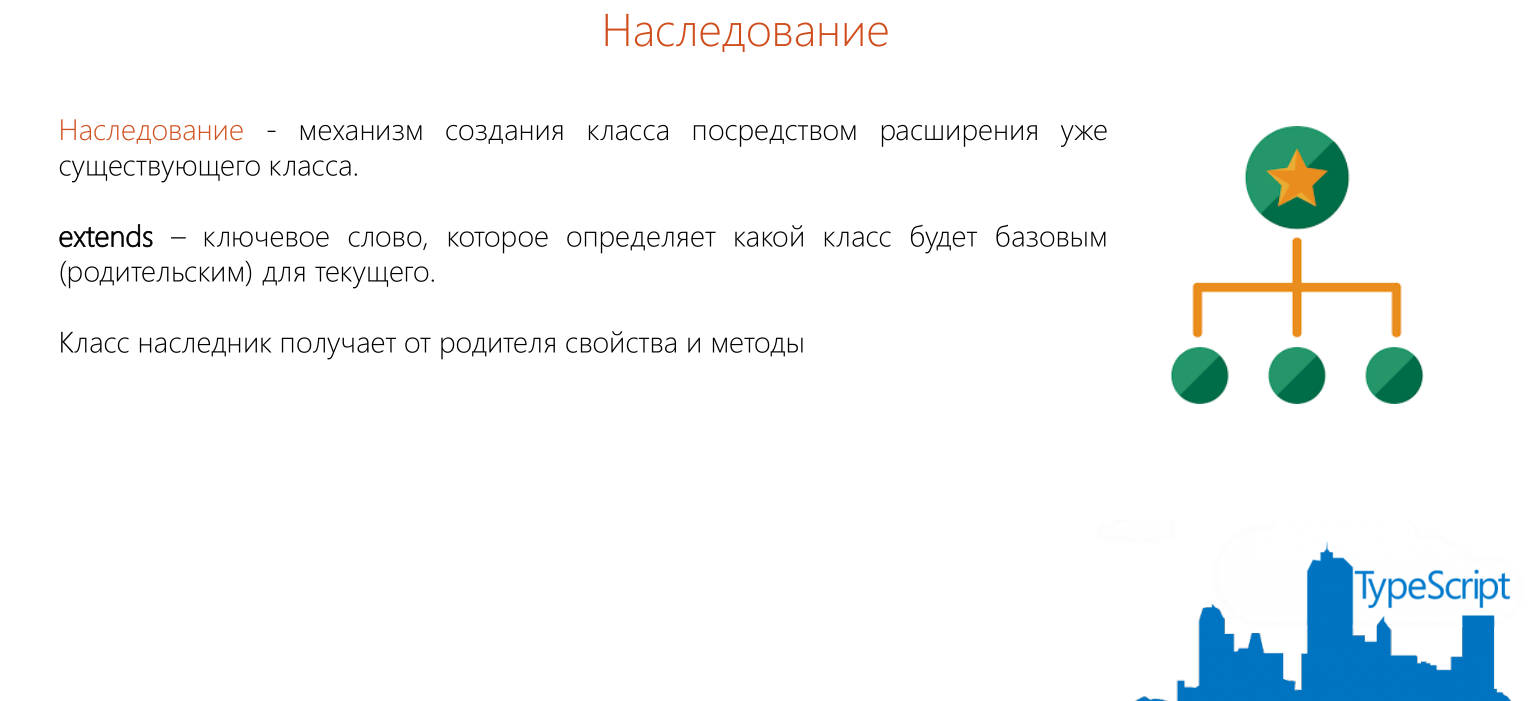 Наследование
Наследование - механизм создания класса посредством расширения уже
существующего класса.
extends – ключевое слово, которое определяет какой класс будет базовым
(родительским) для текущего.
Класс наследник получает от родителя свойства и методы
TypeScript